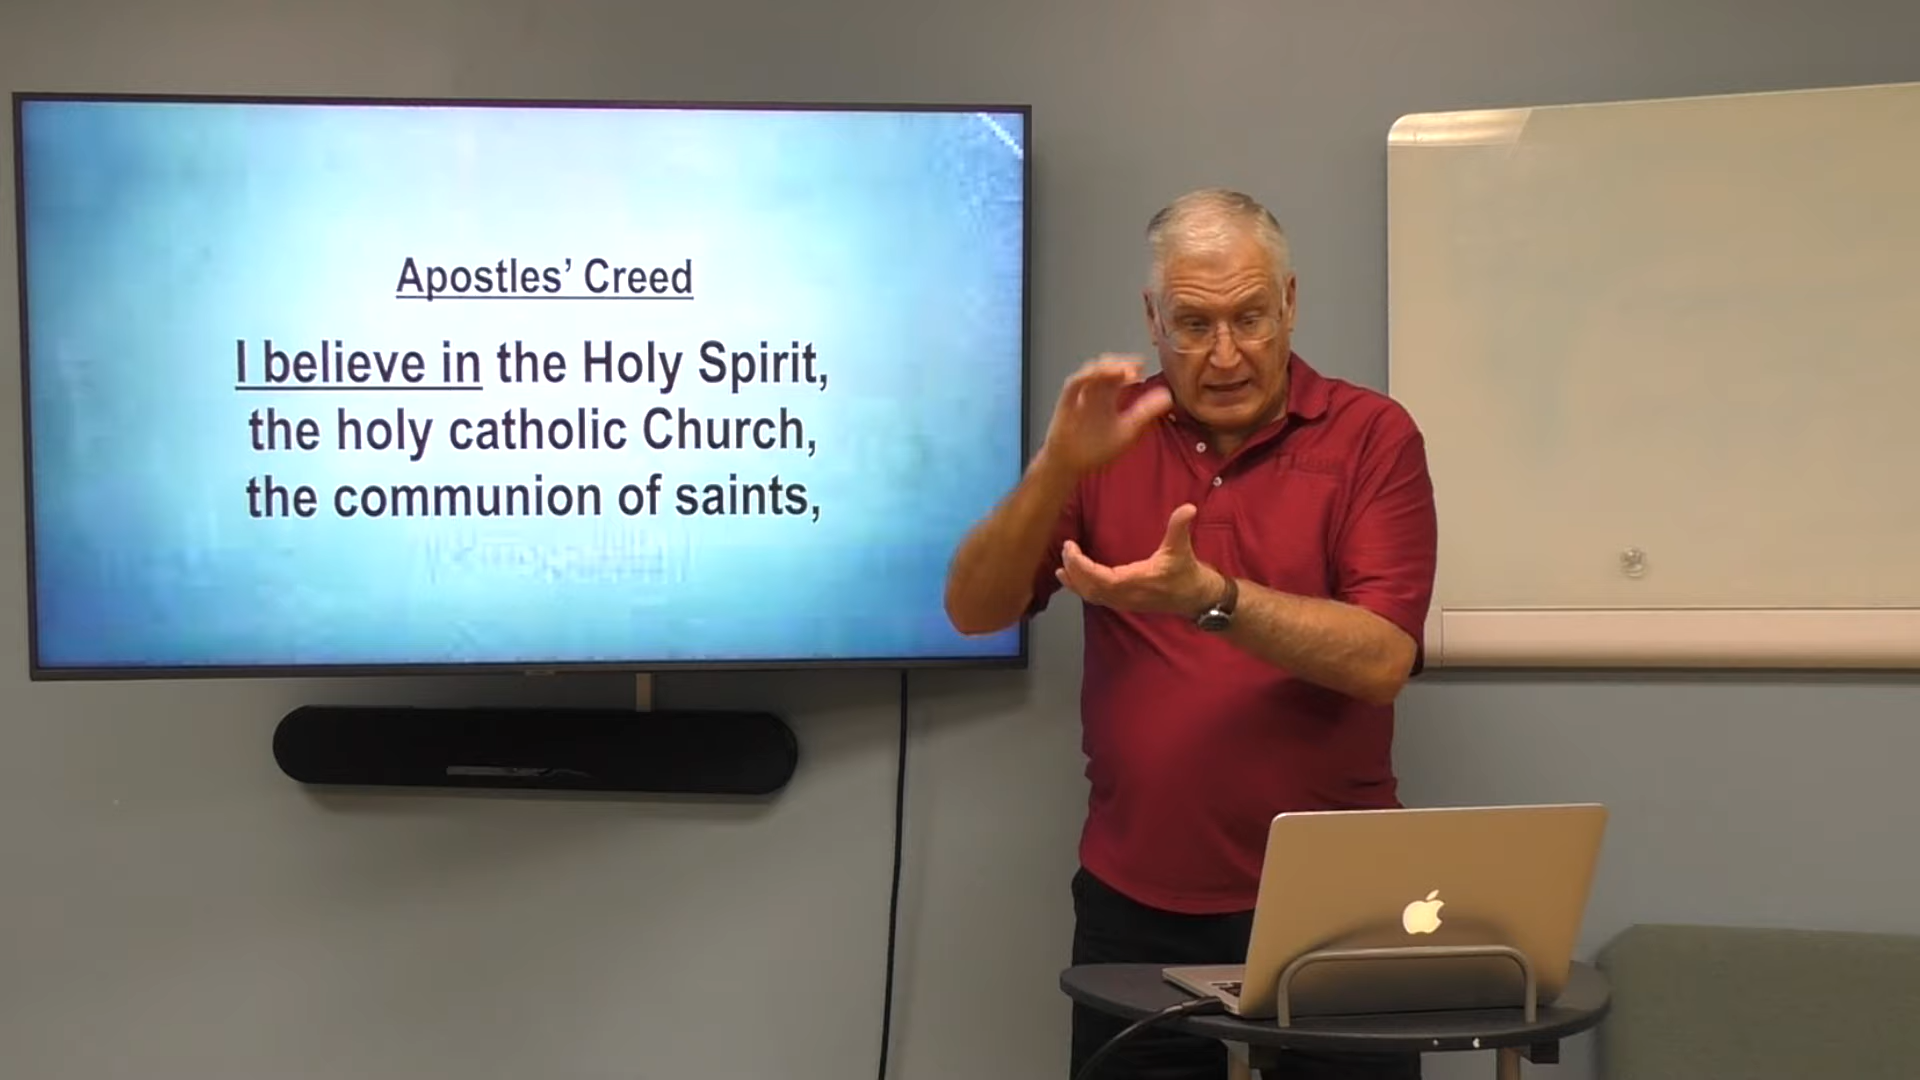 Apostles’ Creed
I believe in the Holy Spirit,
the holy catholic Church,
the communion of saints,